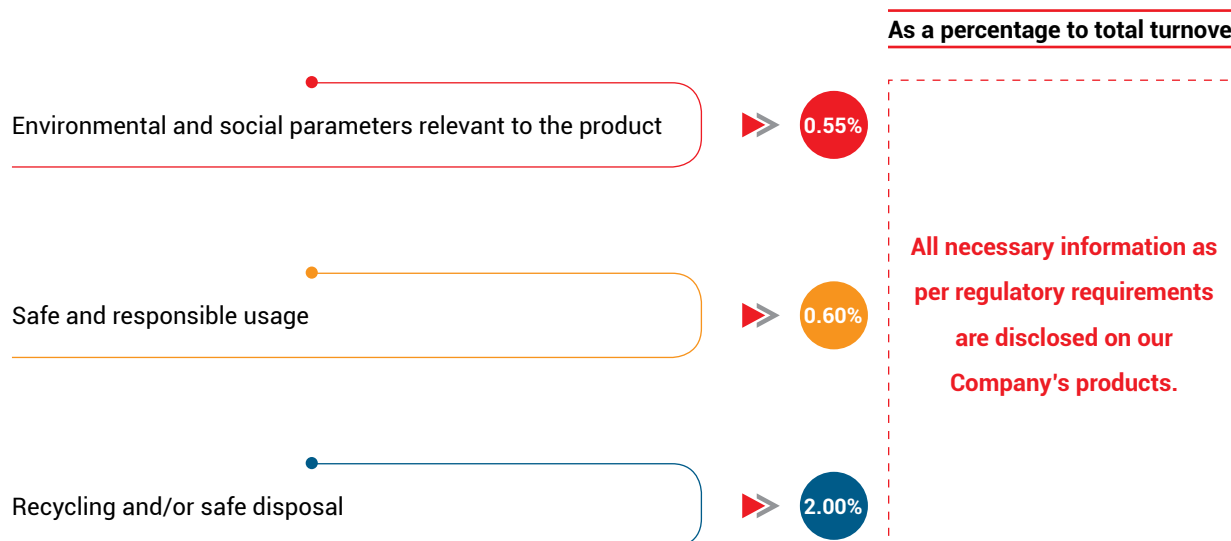 As a percentage to total turnove
Environmental and social parameters relevant to the product
0.55%
All necessary information as
per regulatory requirements
are disclosed on our
Company's products.
Safe and responsible usage
0.60%
Recycling and/or safe disposal
2.00%